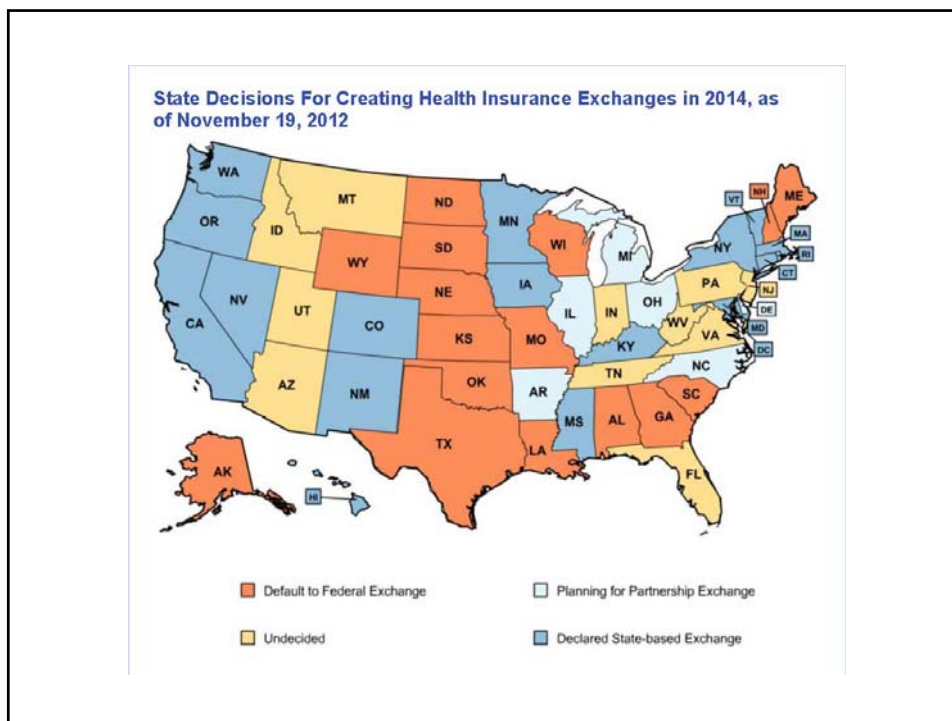 State Decisions For Creating Health Insurance Exchanges in 2014, as
of November 19, 2012
WA
OR
ID
MT
ND
MN
SD
WY
NE
IA
WI
MI
NV
UT
CO
CA
KS
MO
IL
IN
OH
PA
NY
VT
NH
ME
MA
RI
CT
NJ
DE
MD
DC
WV
VA
KY
NC
TN
AZ
NM
OK
AR
SC
TX
LA
MS
AL
GA
FL
AK
HI
Default to Federal Exchange
Planning for Partnership Exchange
Undecided
Declared State-based Exchange